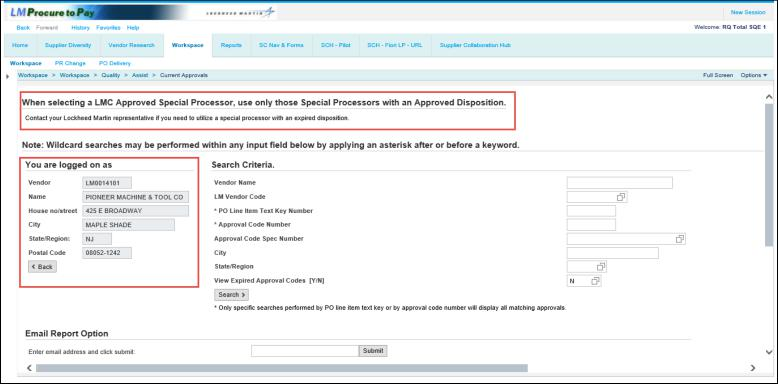 LM Procure to Pay
LOCKHEED MARTIN
New Session
Back Forward History Favorites Help
Welcome: RQ Total SQE 1
Home Supplier Diversity Vendor Research Workspace Reports SC Nav & Forms SCH - Pilot SCH - Fiori LP - URL Supplier Collaboration Hub
Workspace PR Change PO Delivery
Workspace > Workspace > Quality > Assist > Current Approvals
Full Screen Options
When selecting a LMC Approved Special Processor, use only those Special Processors with an Approved Disposition.
Contact your Lockheed Martin representative if you need to utilize a special processor with an expired disposition.
Note: Wildcard searches may be performed within any input field below by applying an asterisk after or before a keyword.
You are logged on as
Vendor LM0014101
Name PIONEER MACHINE & TOOL CO
House no/street 425 E BROADWAY
City MAPLE SHADE
State/Region: NJ
Postal Code 08052-1242
Back
Search Criteria.
Vendor Name
LM Vendor Code
* PO Line Item Text Key Number
* Approval Code Number
Approval Code Spec Number
City
State/Region
View Expired Approval Codes [Y/N] N
Search
* Only specific searches performed by PO line item text key or by approval code number will display all matching approvals.
Email Report Option
Enter email address and click submit: Submit